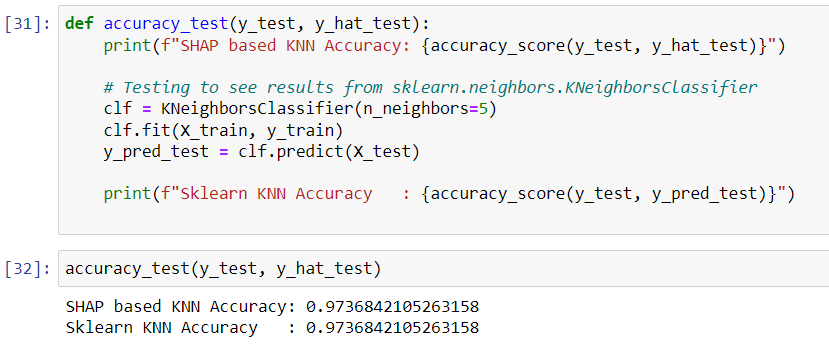 [31]: def accuracy_test(y_test, y_hat_test):
    print(f"SHAP based KNN Accuracy: {accuracy_score(y_test, y_hat_test)}")

    # Testing to see results from sklearn.neighbors.KNeighborsClassifier
    clf = KNeighborsClassifier(n_neighbors=5)
    clf.fit(X_train, y_train)
    y_pred_test = clf.predict(X_test)

    print(f"Sklearn KNN Accuracy   : {accuracy_score(y_test, y_pred_test)}")

[32]: accuracy_test(y_test, y_hat_test)
SHAP based KNN Accuracy: 0.9736842105263158
Sklearn KNN Accuracy   : 0.9736842105263158